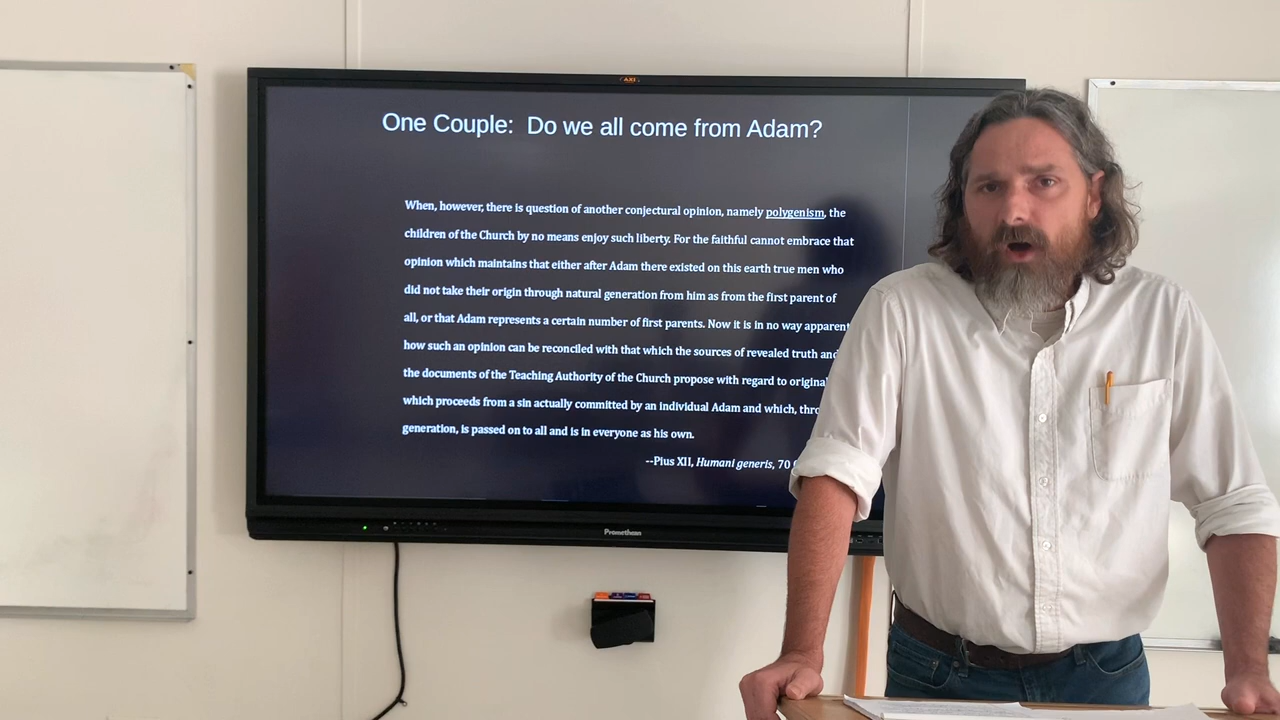 One Couple:  Do we all come from Adam?
When, however, there is question of another conjectural opinion, namely polygenism, the
children of the Church by no means enjoy such liberty. For the faithful cannot embrace that
opinion which maintains that either after Adam there existed on this earth true men who
did not take their origin through natural generation from him as from the first parent of
all, or that Adam represents a certain number of first parents. Now it is in no way apparent
how such an opinion can be reconciled with that which the sources of revealed truth and
the documents of the Teaching Authority of the Church propose with regard to original
which proceeds from a sin actually committed by an individual Adam and which,
generation, is passed on to all and is in everyone as his own.
--Pius XII, Humani generis, 70
Promethean